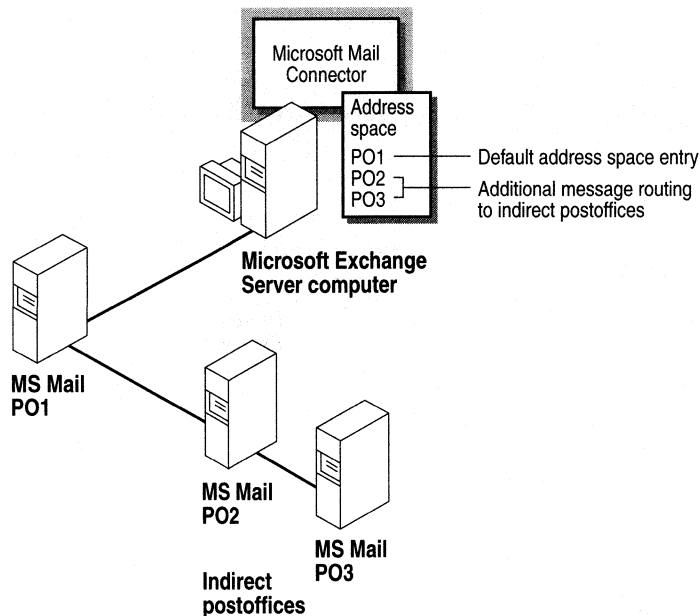 Microsoft Mail
Connector
Address
space
PO1
PO2
PO3
Default address space entry
Additional message routing
to indirect postoffices
Microsoft Exchange
Server computer
MS Mail
PO1
MS Mail
PO2
MS Mail
PO3
Indirect
postoffices